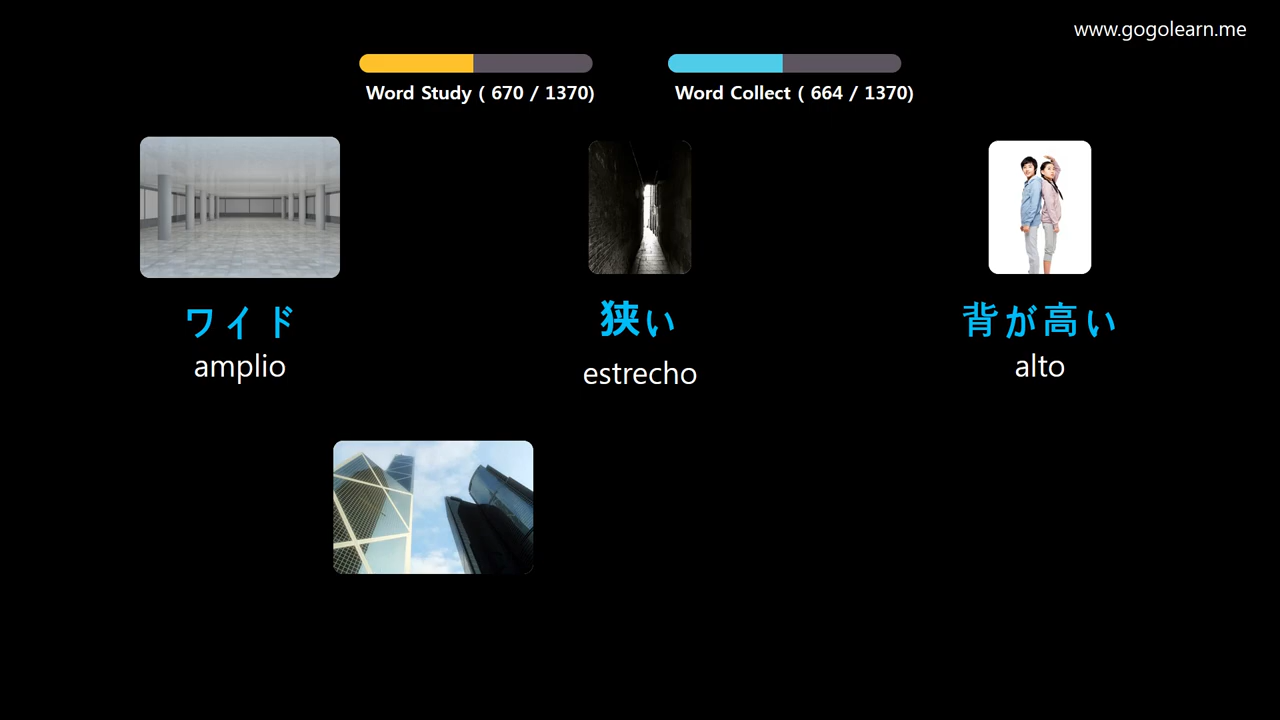 www.gogolearn.me
Word Study ( 670 / 1370)
Word Collect ( 664 / 1370)
ワイド
狭い
背が高い
amplio
estrecho
alto